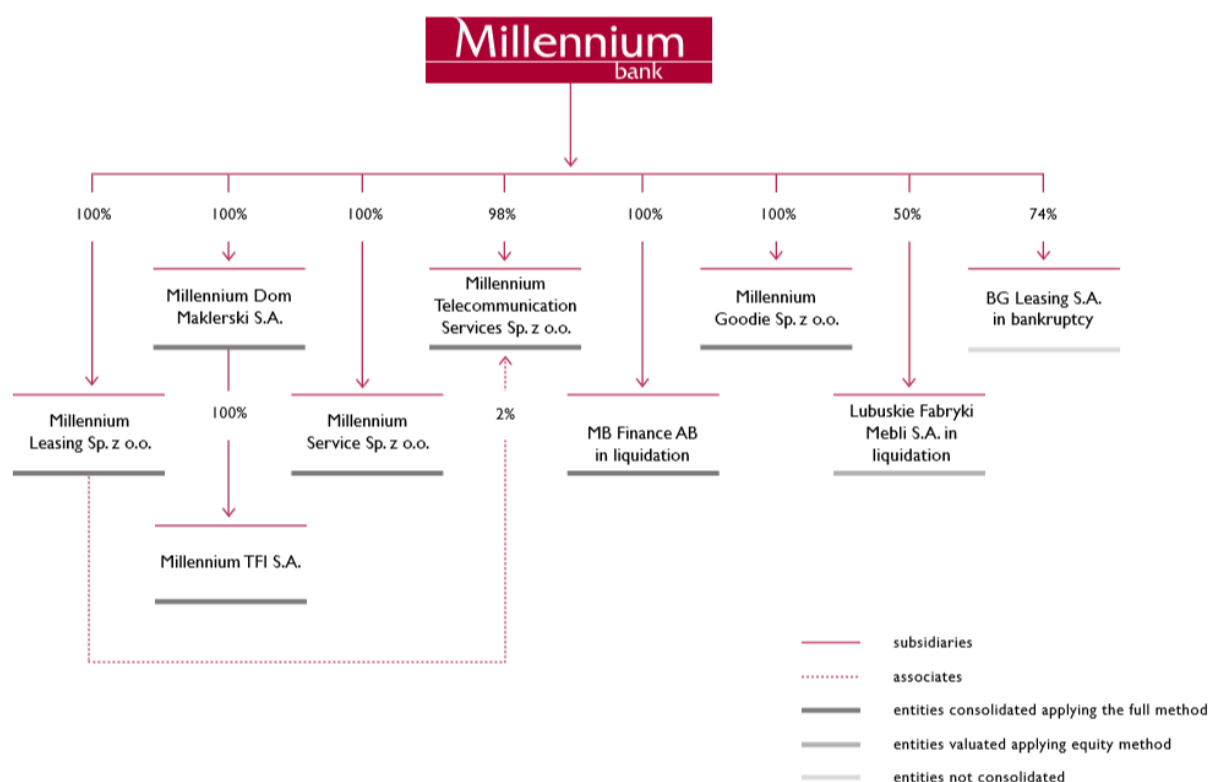 Millennium
bank
100%
100%
100%
98%
100%
100%
50%
74%
Millennium Dom
Maklerski S.A.
Millennium
Telecommunication
Services Sp. z o.o.
Millennium
Goodie Sp. z o.o.
BG Leasing S.A.
in bankruptcy
Millennium
Leasing Sp. z o.o.
100%
Millennium
Service Sp. z o.o.
2%
MB Finance AB
in liquidation
Lubuskie Fabryki
Mebli S.A. in
liquidation
Millennium TFI S.A.
subsidiaries
associates
entities consolidated applying the full method
entities valuated applying equity method
entities not consolidated